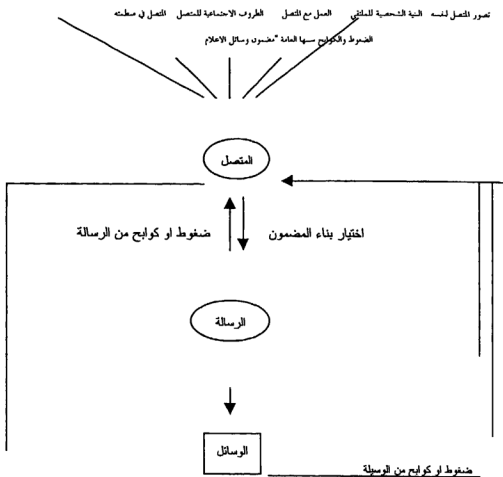 تصور المتصل لنفسه البنية الشخصية للملتقى العمل مع المتصل الظروف الاجتماعية للمتصل المتصل في منظمته
الضغوط والكوابح سببها العامة "مضمون وسائل الاعلام
المتصل
اختيار بناء المضمون
ضغوط او كوابح من الرسالة
الرسالة
الوسائل
ضغوط او كوابح من الوسيلة